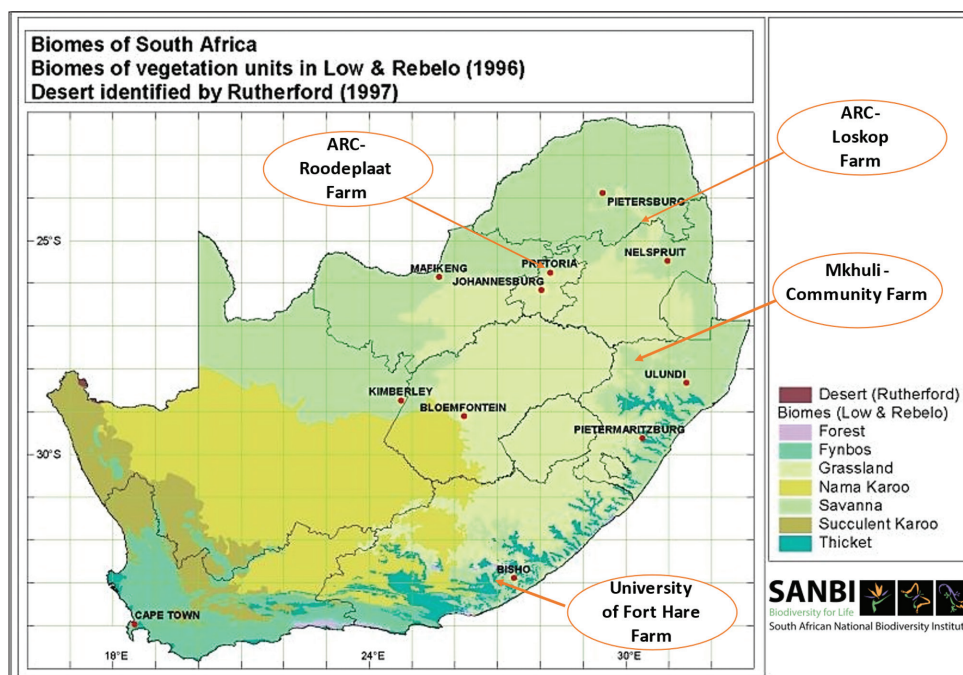 Biomes of South Africa
Biomes of vegetation units in Low & Rebelo (1996)
Desert identified by Rutherford (1997)
ARC-
Roodeplaat
Farm
ARC-
Loskop
Farm
Mkhuli -
Community Farm
University
of Fort Hare
Farm
PIETERSBURG
25°S
NELSPRUIT
MAFIKENG
PRETORIA
JOHANNESBURG
ULUNDI
KIMBERLEY
BLOEMFONTEIN
PIETERMARITZBURG
30°S
BISHO
CAPE TOWN
18°E
24°E
30°E
Desert (Rutherford)
Biomes (Low & Rebelo)
Forest
Fynbos
Grassland
Nama Karoo
Savanna
Succulent Karoo
Thicket
SANBI
Biodiversity for Life
South African National Biodiversity Institut